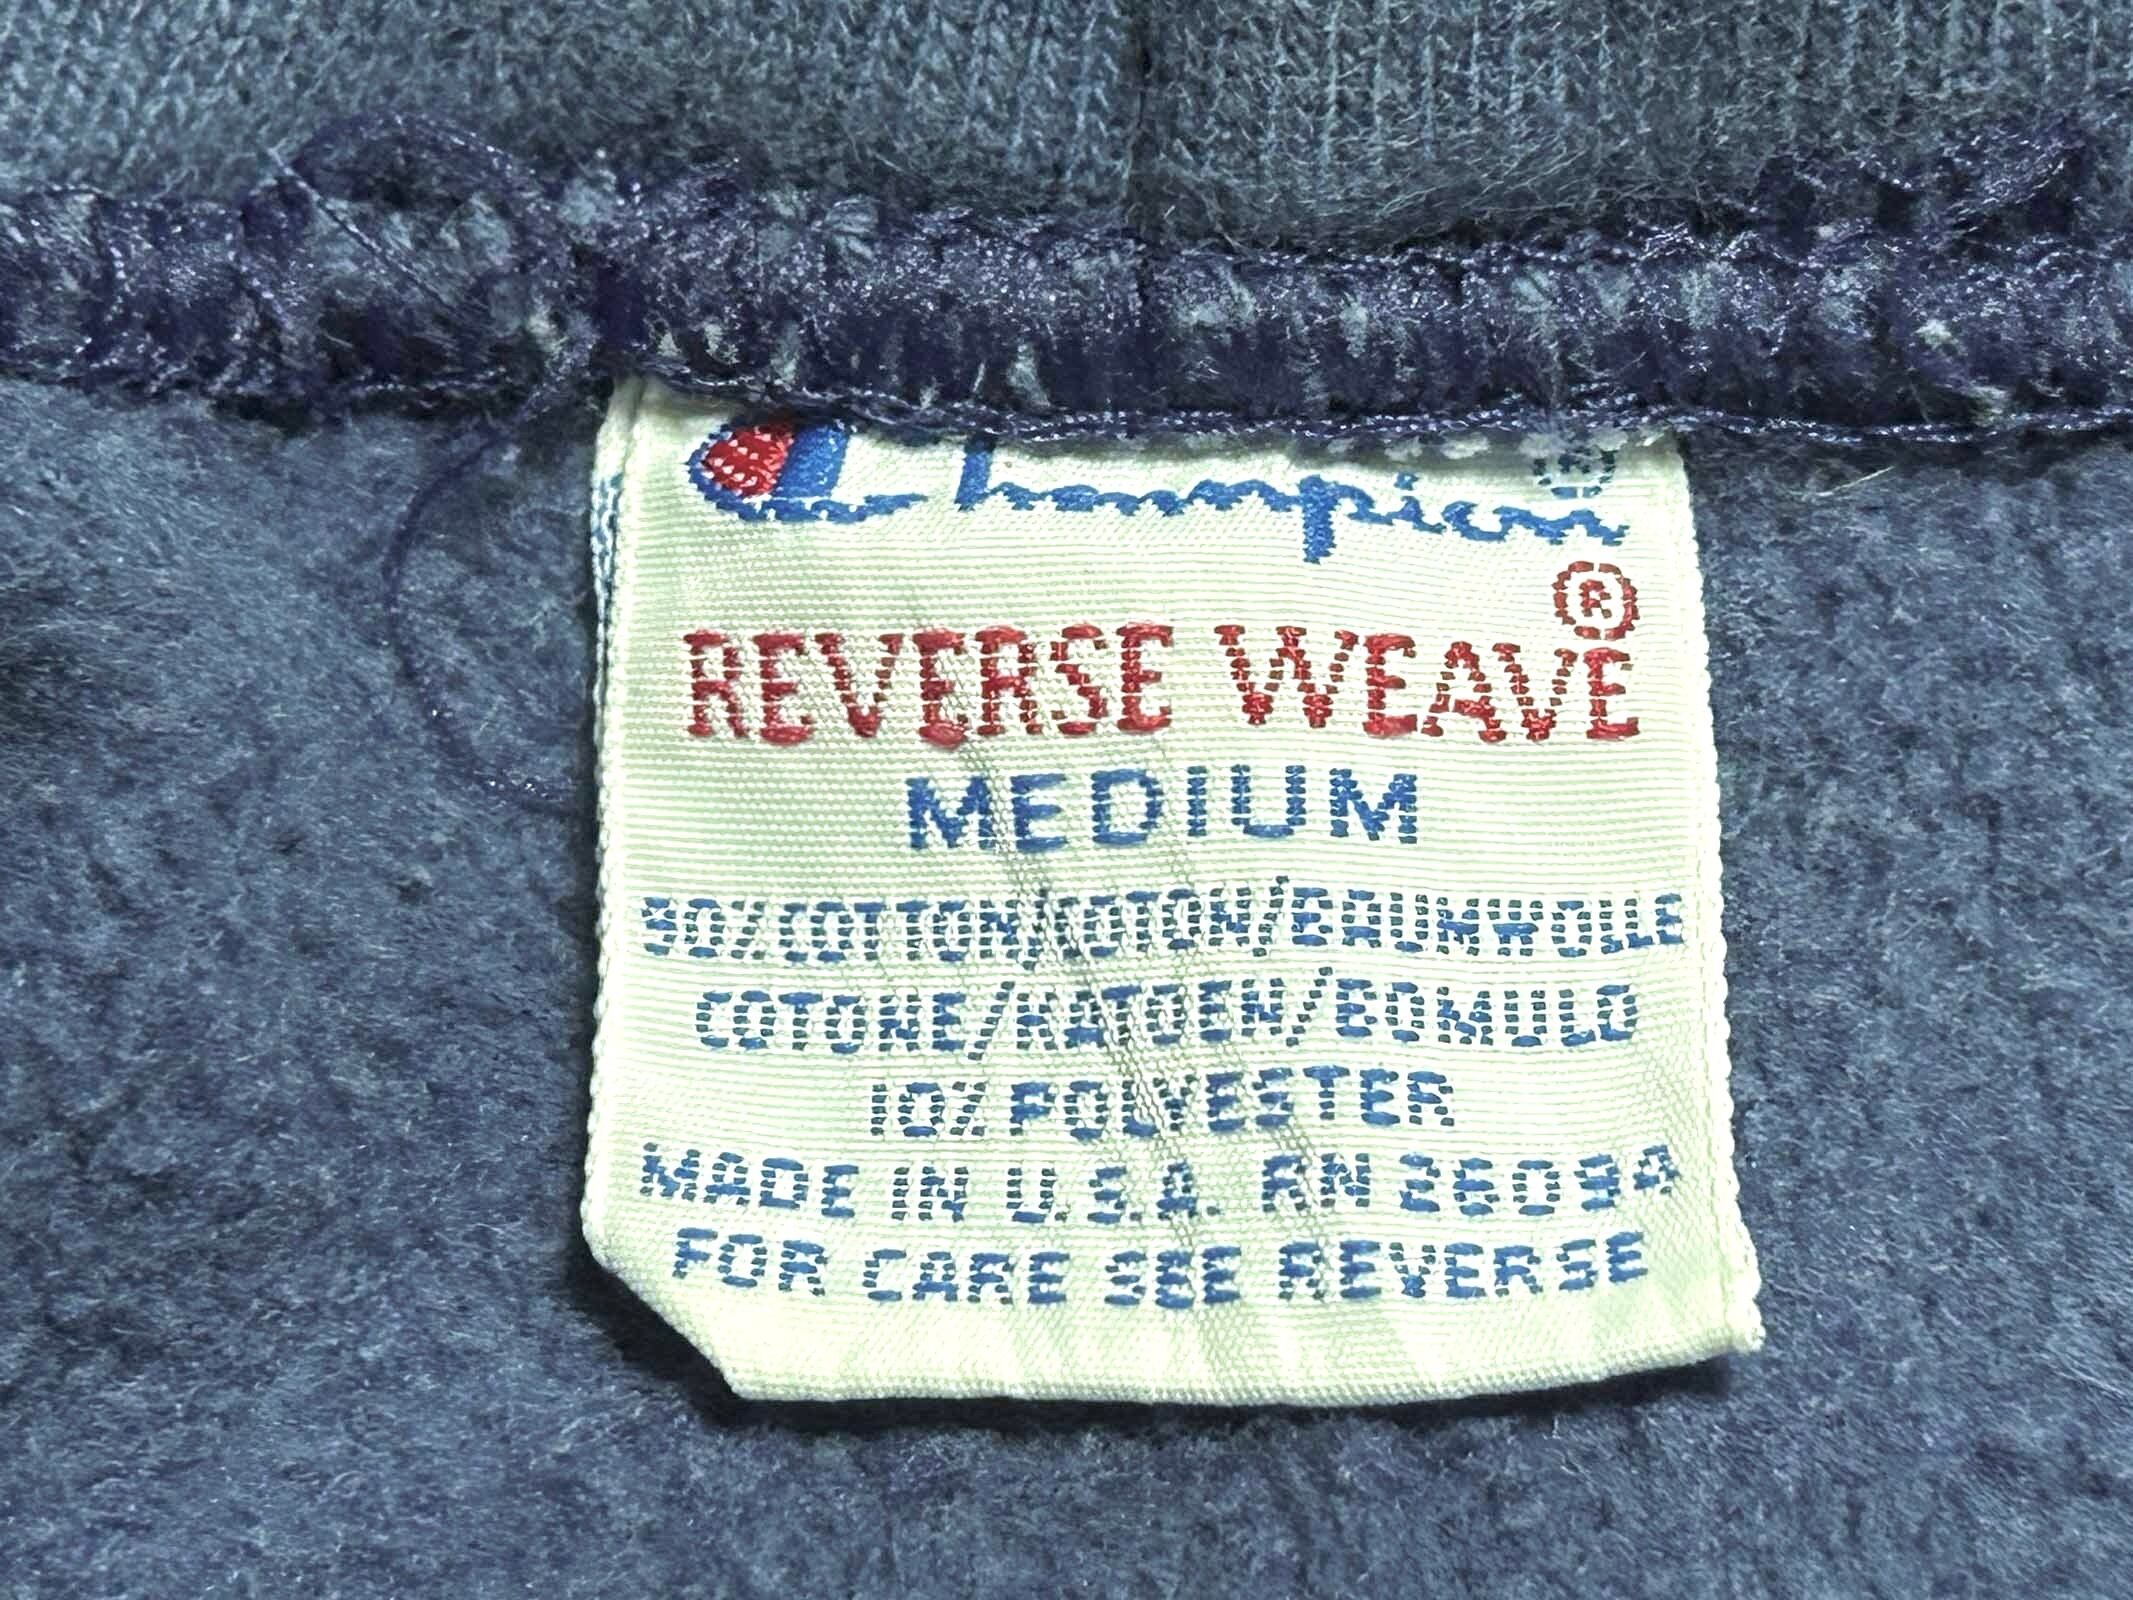 Champion®
REVERSE WEAVE®
MEDIUM
90% COTTON/COTON/BAUMWOLLE
COTONE/KATOEN/BOMULD
10% POLYESTER
MADE IN U.S.A. RN 26094
FOR CARE SEE REVERSE